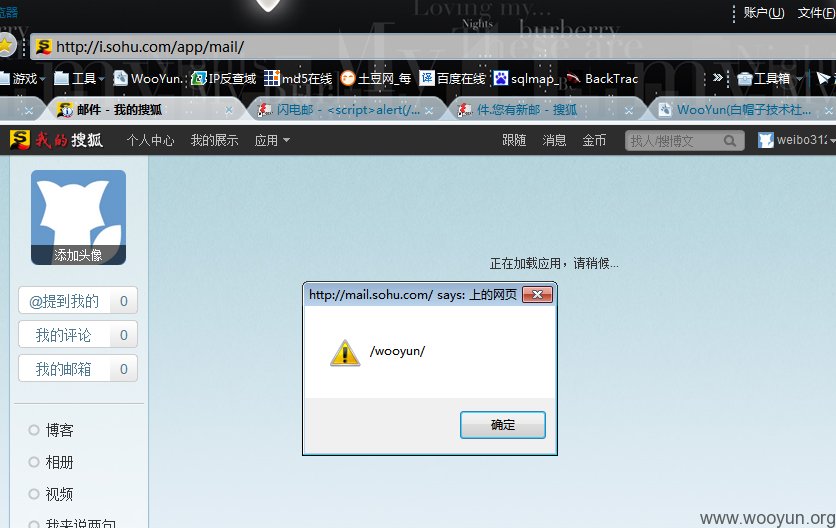 Loving my...
Nights
burberry
these are
览器
账户(U) 文件(F)
http://i.sohu.com/app/mail/
游戏 工具 WooYun. IP反查域 md5在线 土豆网_每 百度在线 sqlmap_ BackTrac » 工具箱
邮件 - 我的搜狐 闪电邮 - <script>alert(/... 件.您有新邮 - 搜狐 WooYun(白帽子技术社...
我的搜狐 个人中心 我的展示 应用 跟随 消息 金币 找人/搜博文 weibo312
添加头像
正在加载应用，请稍候...
@提到我的 0
我的评论 0
我的邮箱 0
http://mail.sohu.com/ says: 上的网页
/wooyun/
确定
博客
相册
视频
我来说两句
www.wooyun.org